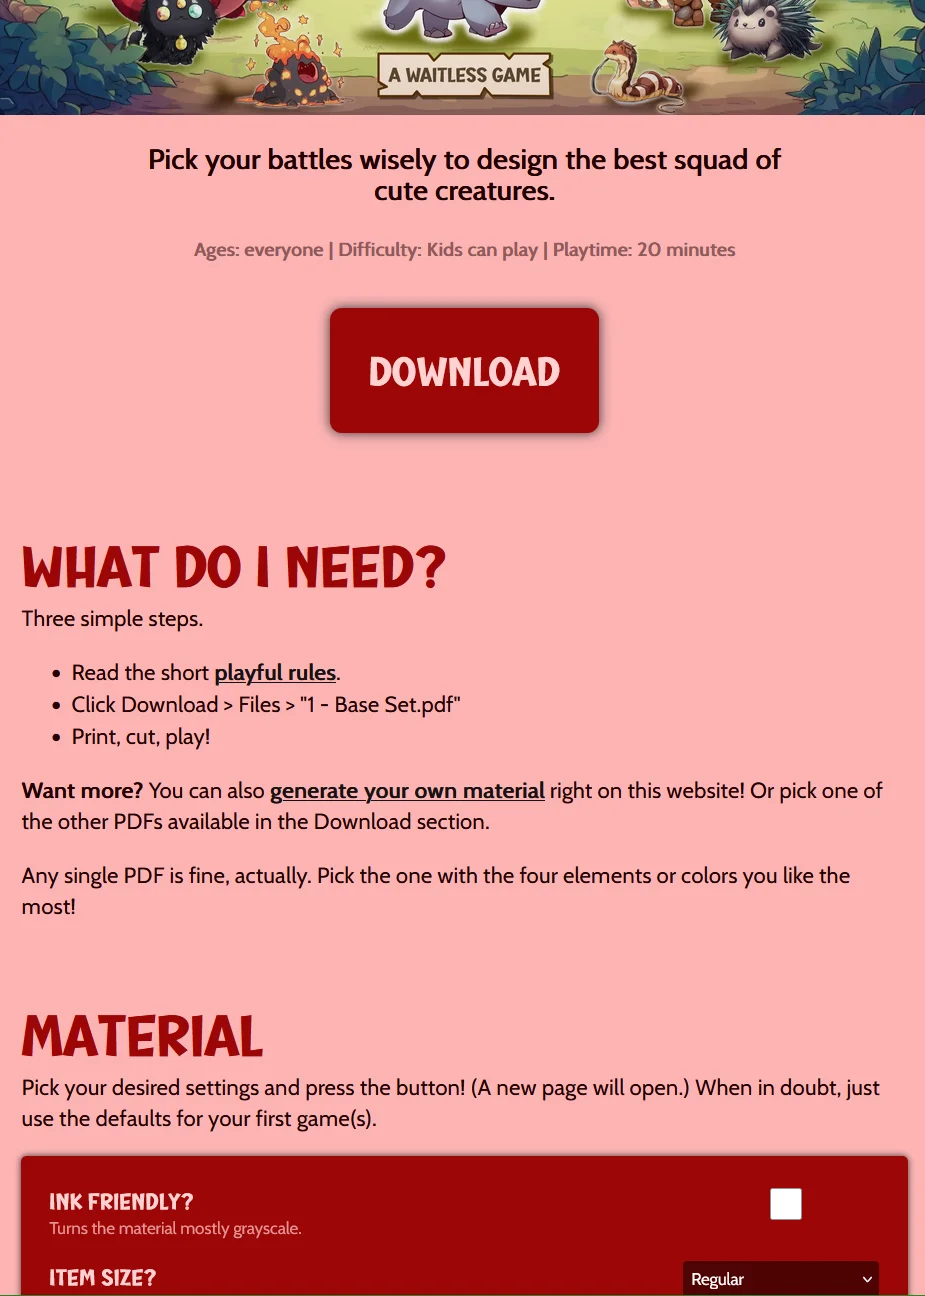 A WAITLESS GAME
Pick your battles wisely to design the best squad of
cute creatures.
Ages: everyone | Difficulty: Kids can play | Playtime: 20 minutes
DOWNLOAD
WHAT DO I NEED?
Three simple steps.
• Read the short playful rules.
• Click Download > Files > "1 - Base Set.pdf"
• Print, cut, play!
Want more? You can also generate your own material right on this website! Or pick one of
the other PDFs available in the Download section.
Any single PDF is fine, actually. Pick the one with the four elements or colors you like the
most!
MATERIAL
Pick your desired settings and press the button! (A new page will open.) When in doubt, just
use the defaults for your first game(s).
INK FRIENDLY?
Turns the material mostly grayscale.
ITEM SIZE?
Regular